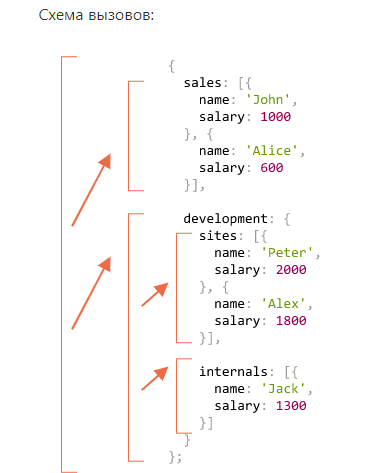 Схема вызовов:
{
  sales: [{
    name: 'John',
    salary: 1000
  }, {
    name: 'Alice',
    salary: 600
  }],

  development: {
    sites: [{
      name: 'Peter',
      salary: 2000
    }, {
      name: 'Alex',
      salary: 1800
    }],

    internals: [{
      name: 'Jack',
      salary: 1300
    }]
  }
};